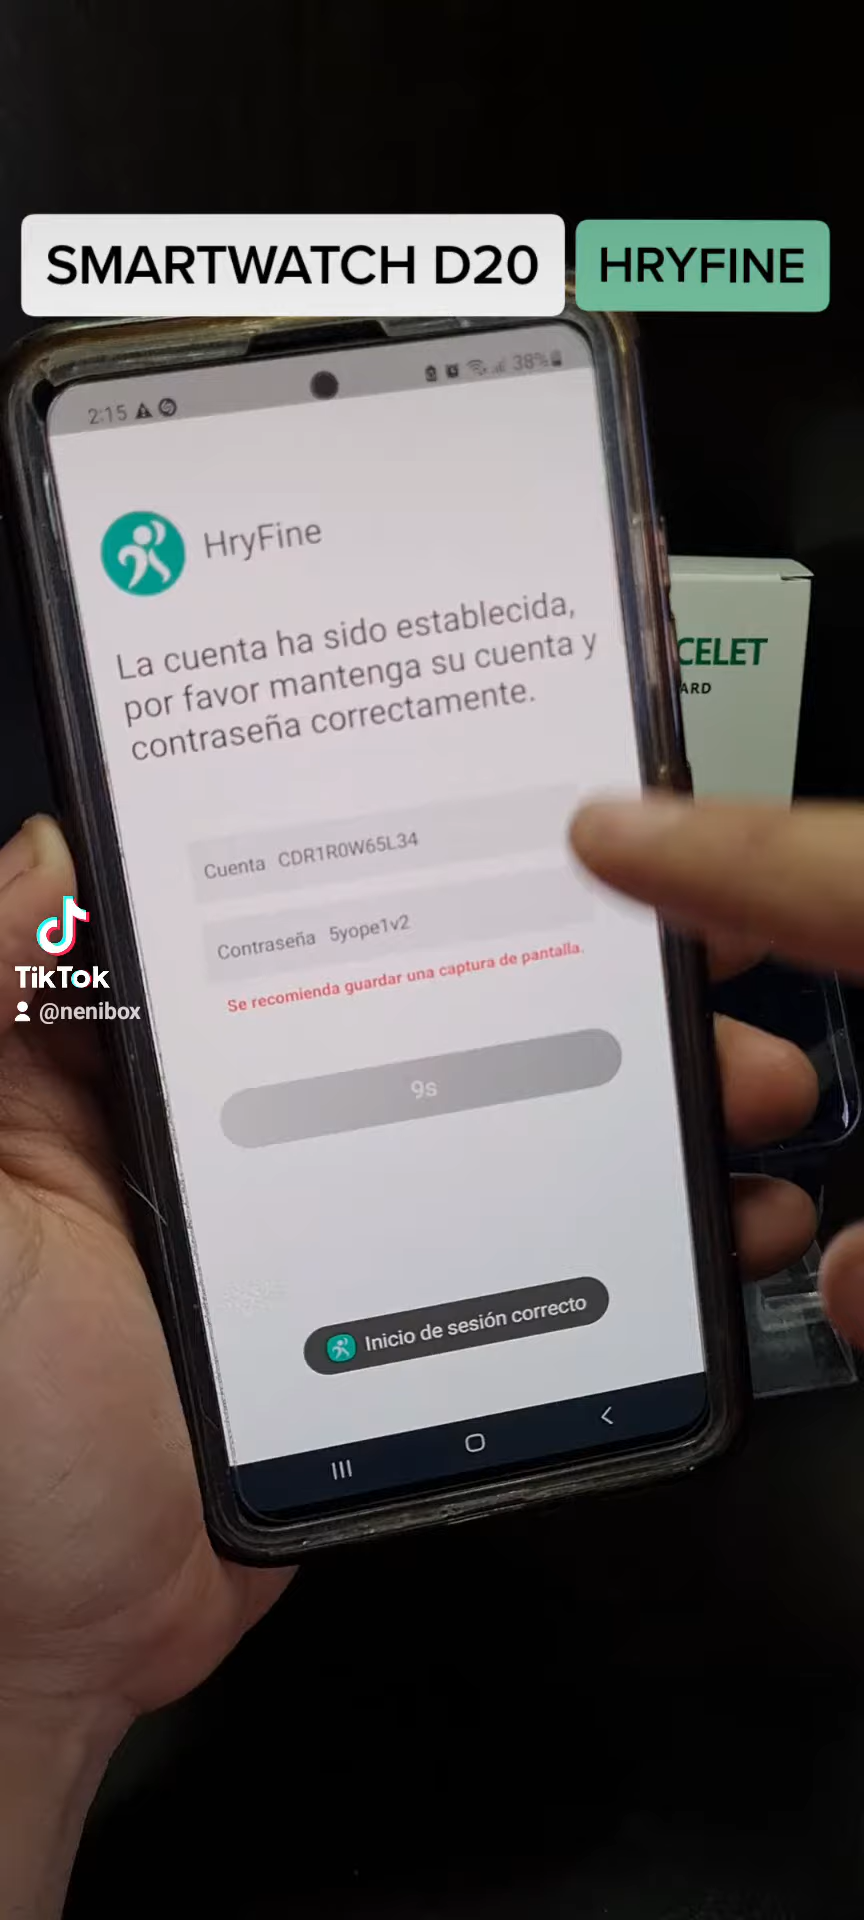 SMARTWATCH D20 HRYFINE
2:15 38%
HryFine
La cuenta ha sido establecida,
por favor mantenga su cuenta y
contraseña correctamente.
CELET
ARD
Cuenta CDR1R0W65L34
Contraseña 5yope1v2
Se recomienda guardar una captura de pantalla.
TikTok
@nenibox
9s
Inicio de sesión correcto